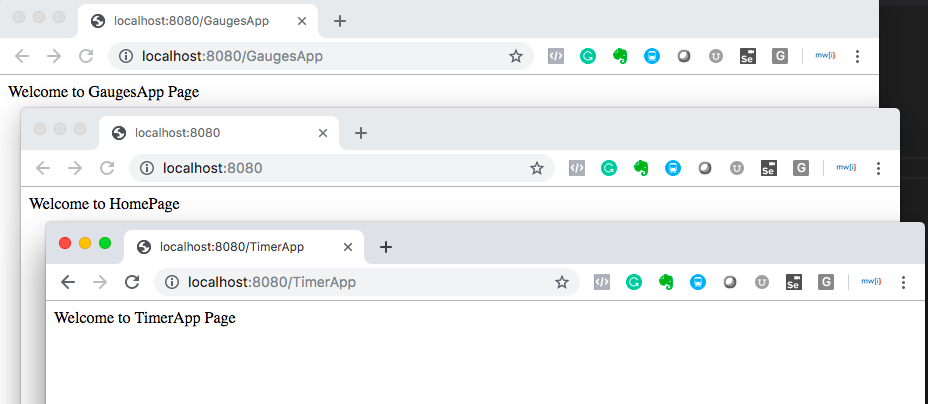 localhost:8080/GaugesApp
localhost:8080/GaugesApp
Se
G
mw{i}
Welcome to GaugesApp Page
localhost:8080
localhost:8080
Se
G
mw{i}
Welcome to HomePage
localhost:8080/TimerApp
localhost:8080/TimerApp
Se
G
mw{i}
Welcome to TimerApp Page